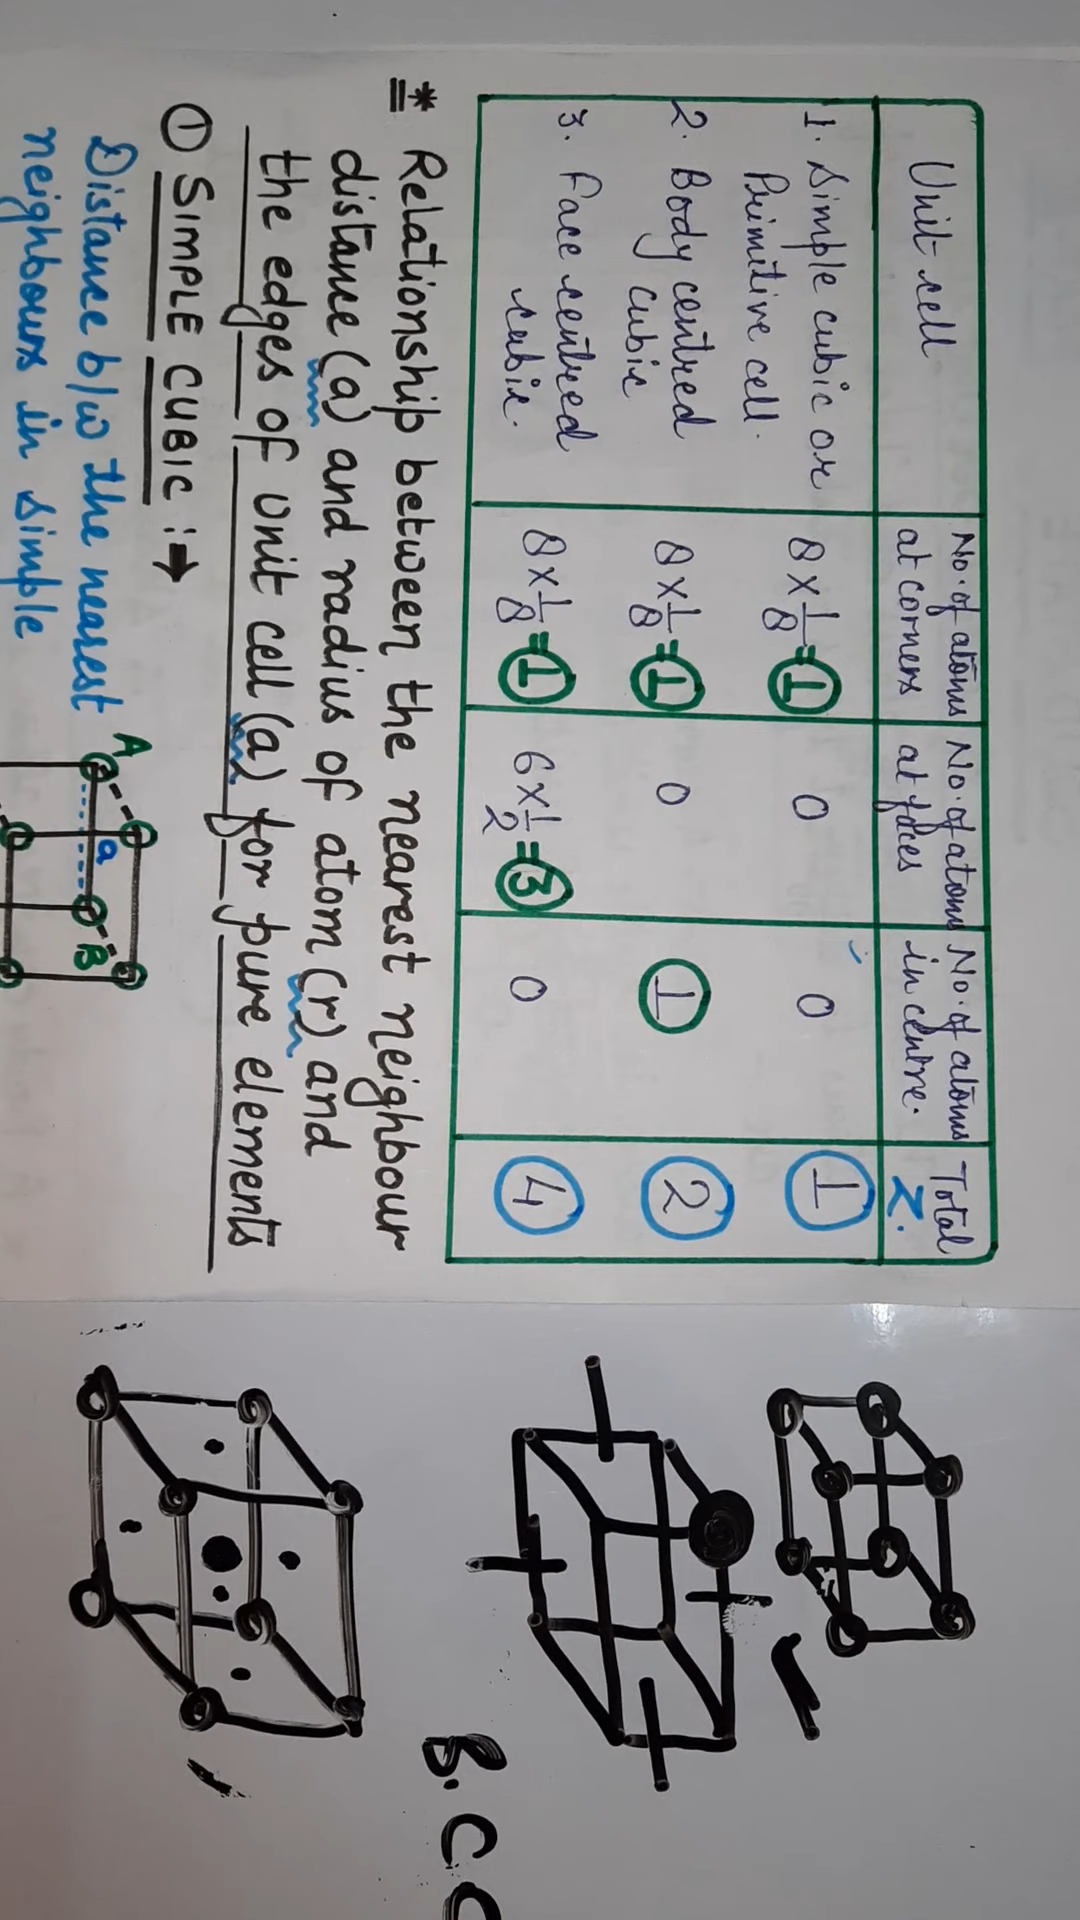 Unit cell
No. of atoms
at corners
No. of atoms
at faces
No. of atoms
in centre.
Total
Z.
1. Simple cubic or
Primitive cell.
8 × 1/8 = 1
0
0
1
2. Body centred
cubic
8 × 1/8 = 1
0
1
2
3. Face centred
cubic.
8 × 1/8 = 1
6 × 1/2 = 3
0
4
* Relationship between the nearest neighbour
distance (a) and radius of atom (r) and
the edges of unit cell (a) for pure elements
① SIMPLE CUBIC :→
Distance b/w the nearest
neighbours in simple
A
a
B
B.C.C